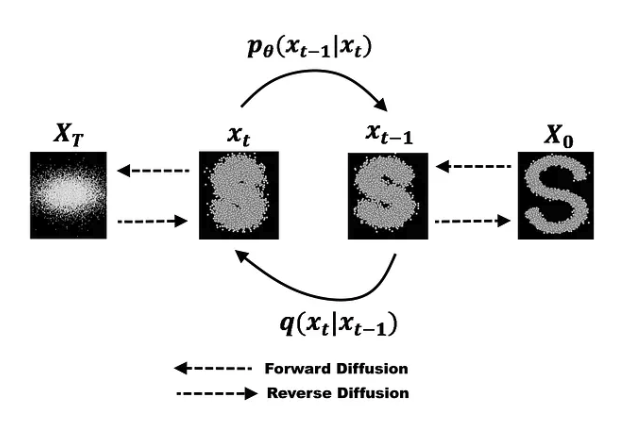 pθ(xt−1|xt)
XT
xt
xt−1
X0
q(xt|xt−1)
Forward Diffusion
Reverse Diffusion